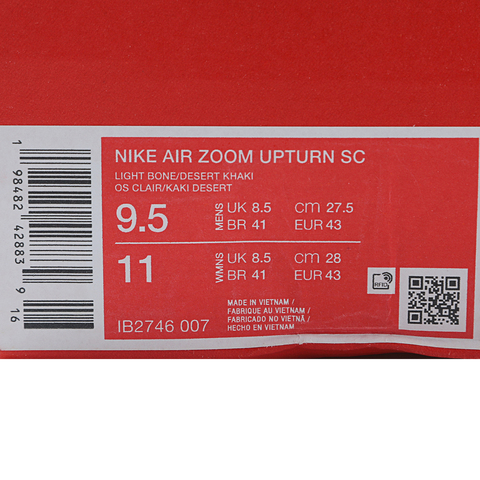 NIKE AIR ZOOM UPTURN SC
LIGHT BONE/DESERT KHAKI
OS CLAIR/KAKI DESERT
9.5 MENS UK 8.5 cm 27.5
BR 41 EUR 43
11 WMNS UK 8.5 cm 28
BR 41 EUR 43
MADE IN VIETNAM /
FABRIQUE AU VIETNAM /
FABRICADO NO VIETNÃ /
HECHO EN VIETNAM
IB2746 007
RFID
1 98482 42883 9 16